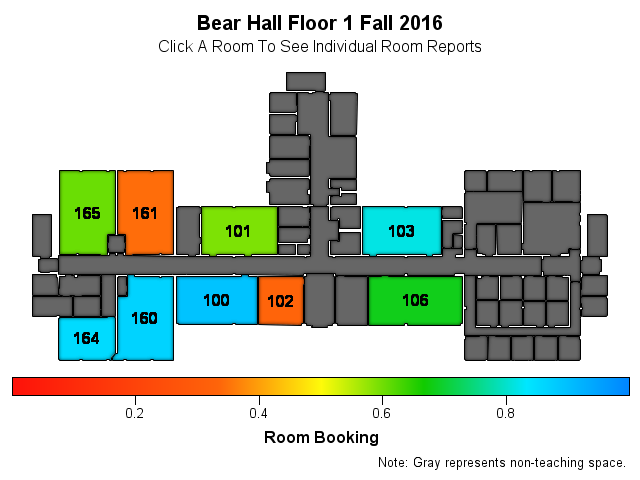 Bear Hall Floor 1 Fall 2016
Click A Room To See Individual Room Reports
165
161
101
103
100
102
106
160
164
0.2 0.4 0.6 0.8
Room Booking
Note: Gray represents non-teaching space.